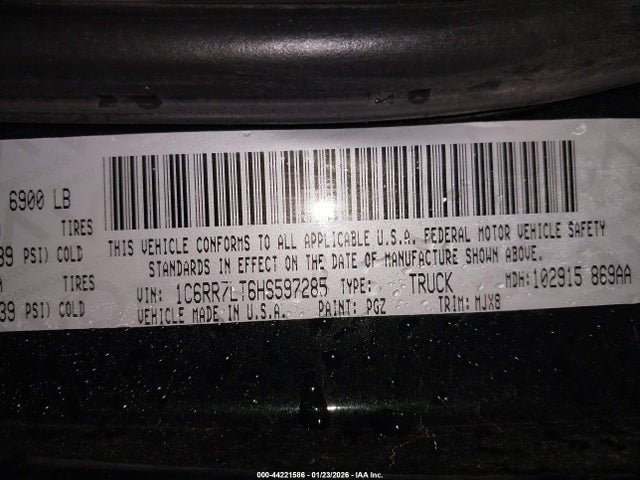 6900 LB
TIRES
39 PSI) COLD
TIRES
39 PSI) COLD
THIS VEHICLE CONFORMS TO ALL APPLICABLE U.S.A. FEDERAL MOTOR VEHICLE SAFETY
STANDARDS IN EFFECT ON THE DATE OF MANUFACTURE SHOWN ABOVE.
VIN: 1C6RR7LT6HS597285 TYPE: TRUCK MDH:102915 869AA
VEHICLE MADE IN U.S.A. PAINT: PGZ TRIM: MJX8
000-44221586 - 01/23/2026 - IAA Inc.